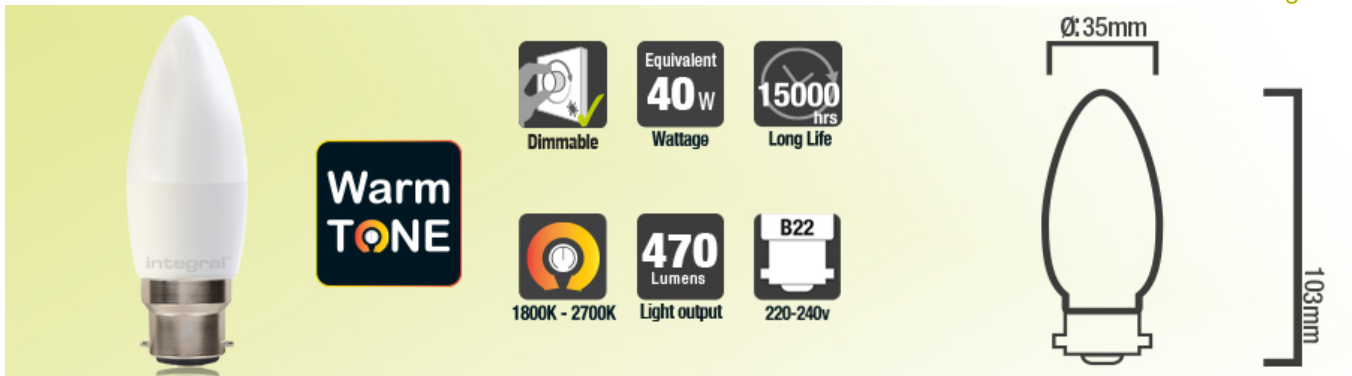 integral
Warm
TONE
Dimmable
Equivalent
40 W
Wattage
15000
hrs
Long Life
1800K - 2700K
470
Lumens
Light output
B22
220-240v
Ø:35mm
103mm